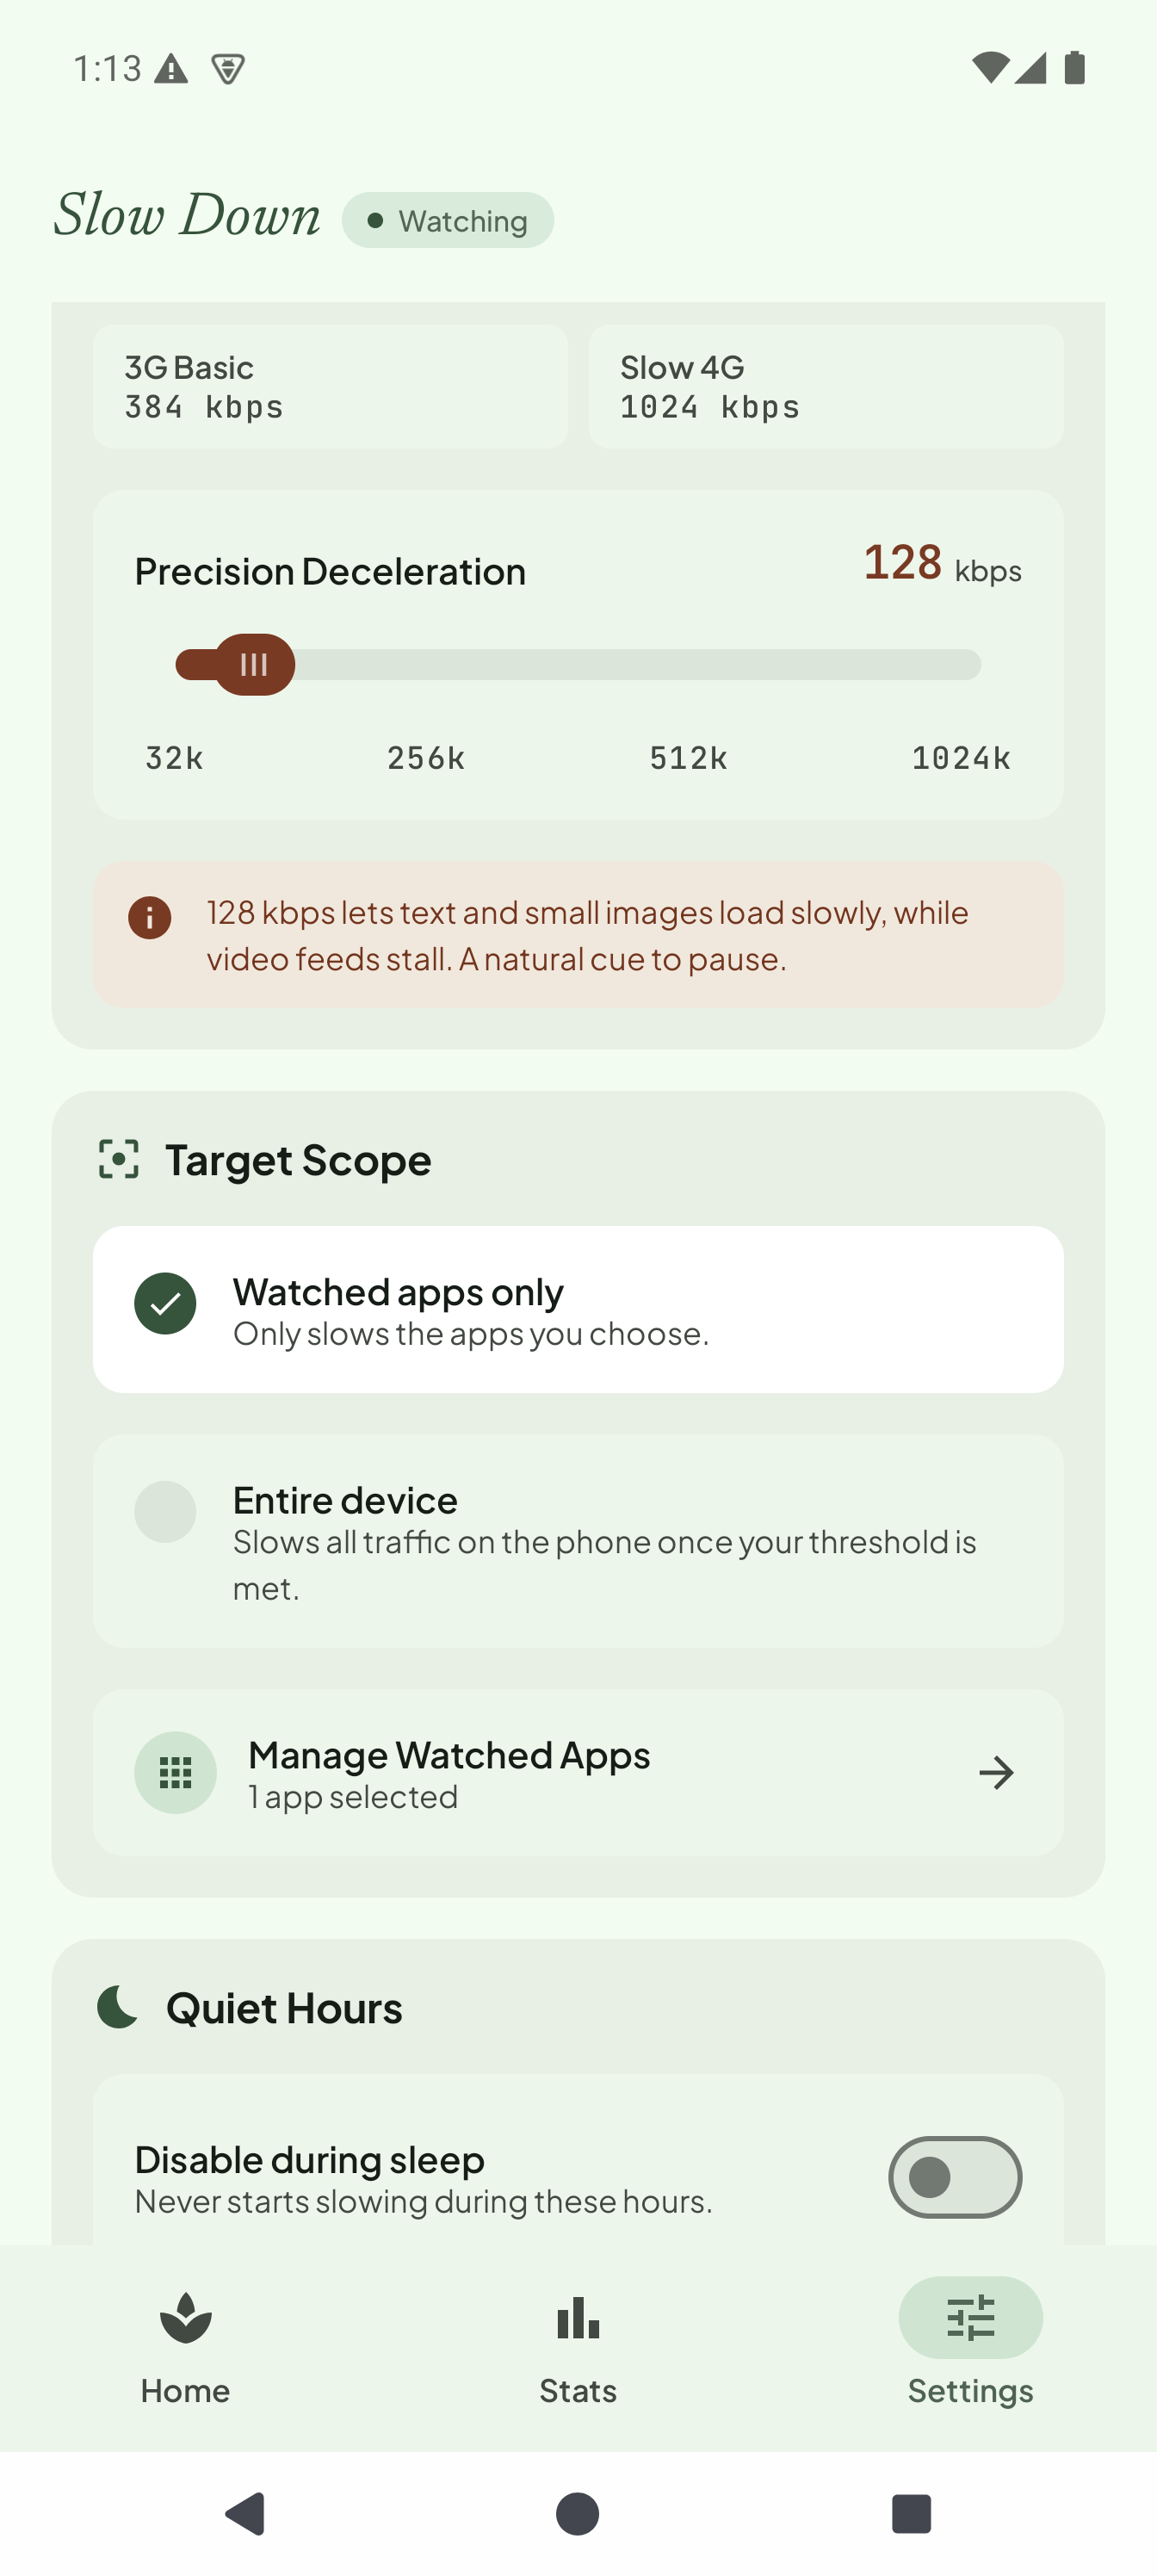 1:13
Slow Down
Watching
3G Basic
384 kbps
Slow 4G
1024 kbps
Precision Deceleration
128 kbps
32k 256k 512k 1024k
128 kbps lets text and small images load slowly, while
video feeds stall. A natural cue to pause.
Target Scope
Watched apps only
Only slows the apps you choose.
Entire device
Slows all traffic on the phone once your threshold is
met.
Manage Watched Apps
1 app selected
Quiet Hours
Disable during sleep
Never starts slowing during these hours.
Home Stats Settings